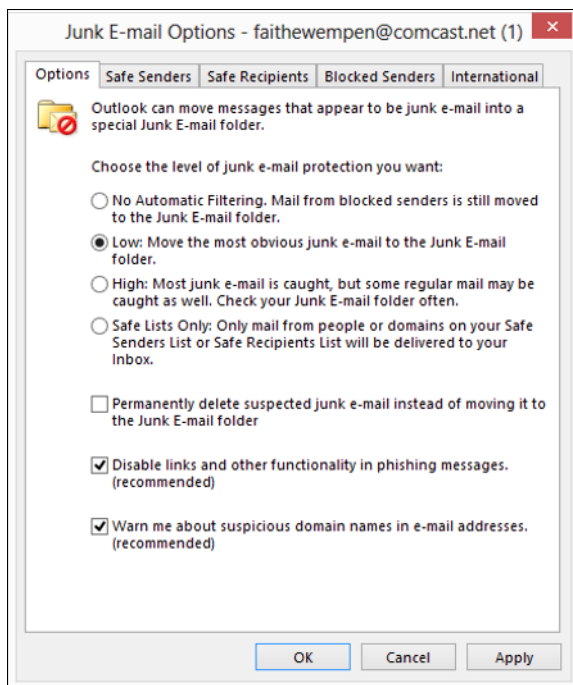 Junk E-mail Options - faithewempen@comcast.net (1)
Options Safe Senders Safe Recipients Blocked Senders International
Outlook can move messages that appear to be junk e-mail into a
special Junk E-mail folder.
Choose the level of junk e-mail protection you want:
No Automatic Filtering. Mail from blocked senders is still moved
to the Junk E-mail folder.
Low: Move the most obvious junk e-mail to the Junk E-mail
folder.
High: Most junk e-mail is caught, but some regular mail may be
caught as well. Check your Junk E-mail folder often.
Safe Lists Only: Only mail from people or domains on your Safe
Senders List or Safe Recipients List will be delivered to your
Inbox.
Permanently delete suspected junk e-mail instead of moving it to
the Junk E-mail folder
Disable links and other functionality in phishing messages.
(recommended)
Warn me about suspicious domain names in e-mail addresses.
(recommended)
OK Cancel Apply